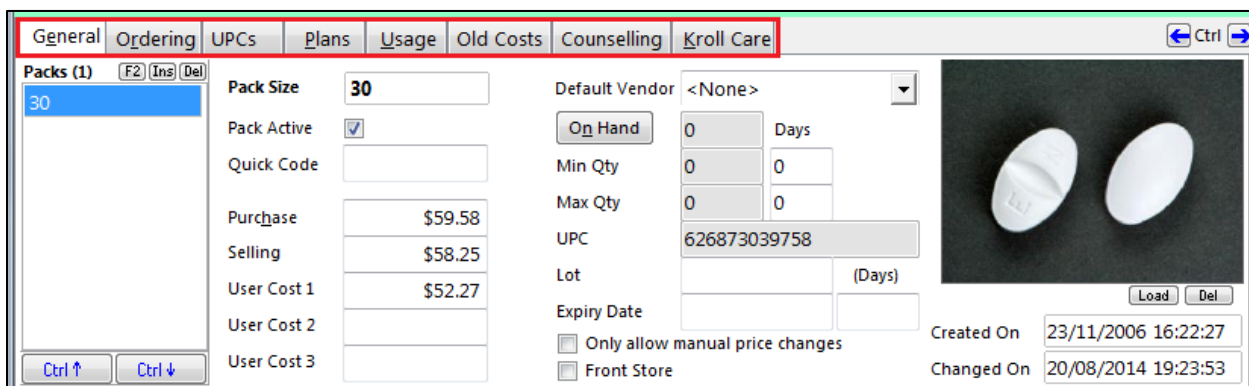 General Ordering UPCs Plans Usage Old Costs Counselling Kroll Care Ctrl
Packs (1) F2 Ins Del
30
Ctrl ↑ Ctrl ↓
Pack Size 30
Pack Active
Quick Code
Purchase $59.58
Selling $58.25
User Cost 1 $52.27
User Cost 2
User Cost 3
Default Vendor <None>
On Hand 0 Days
Min Qty 0 0
Max Qty 0 0
UPC 626873039758
Lot (Days)
Expiry Date
Only allow manual price changes
Front Store
Load Del
Created On 23/11/2006 16:22:27
Changed On 20/08/2014 19:23:53